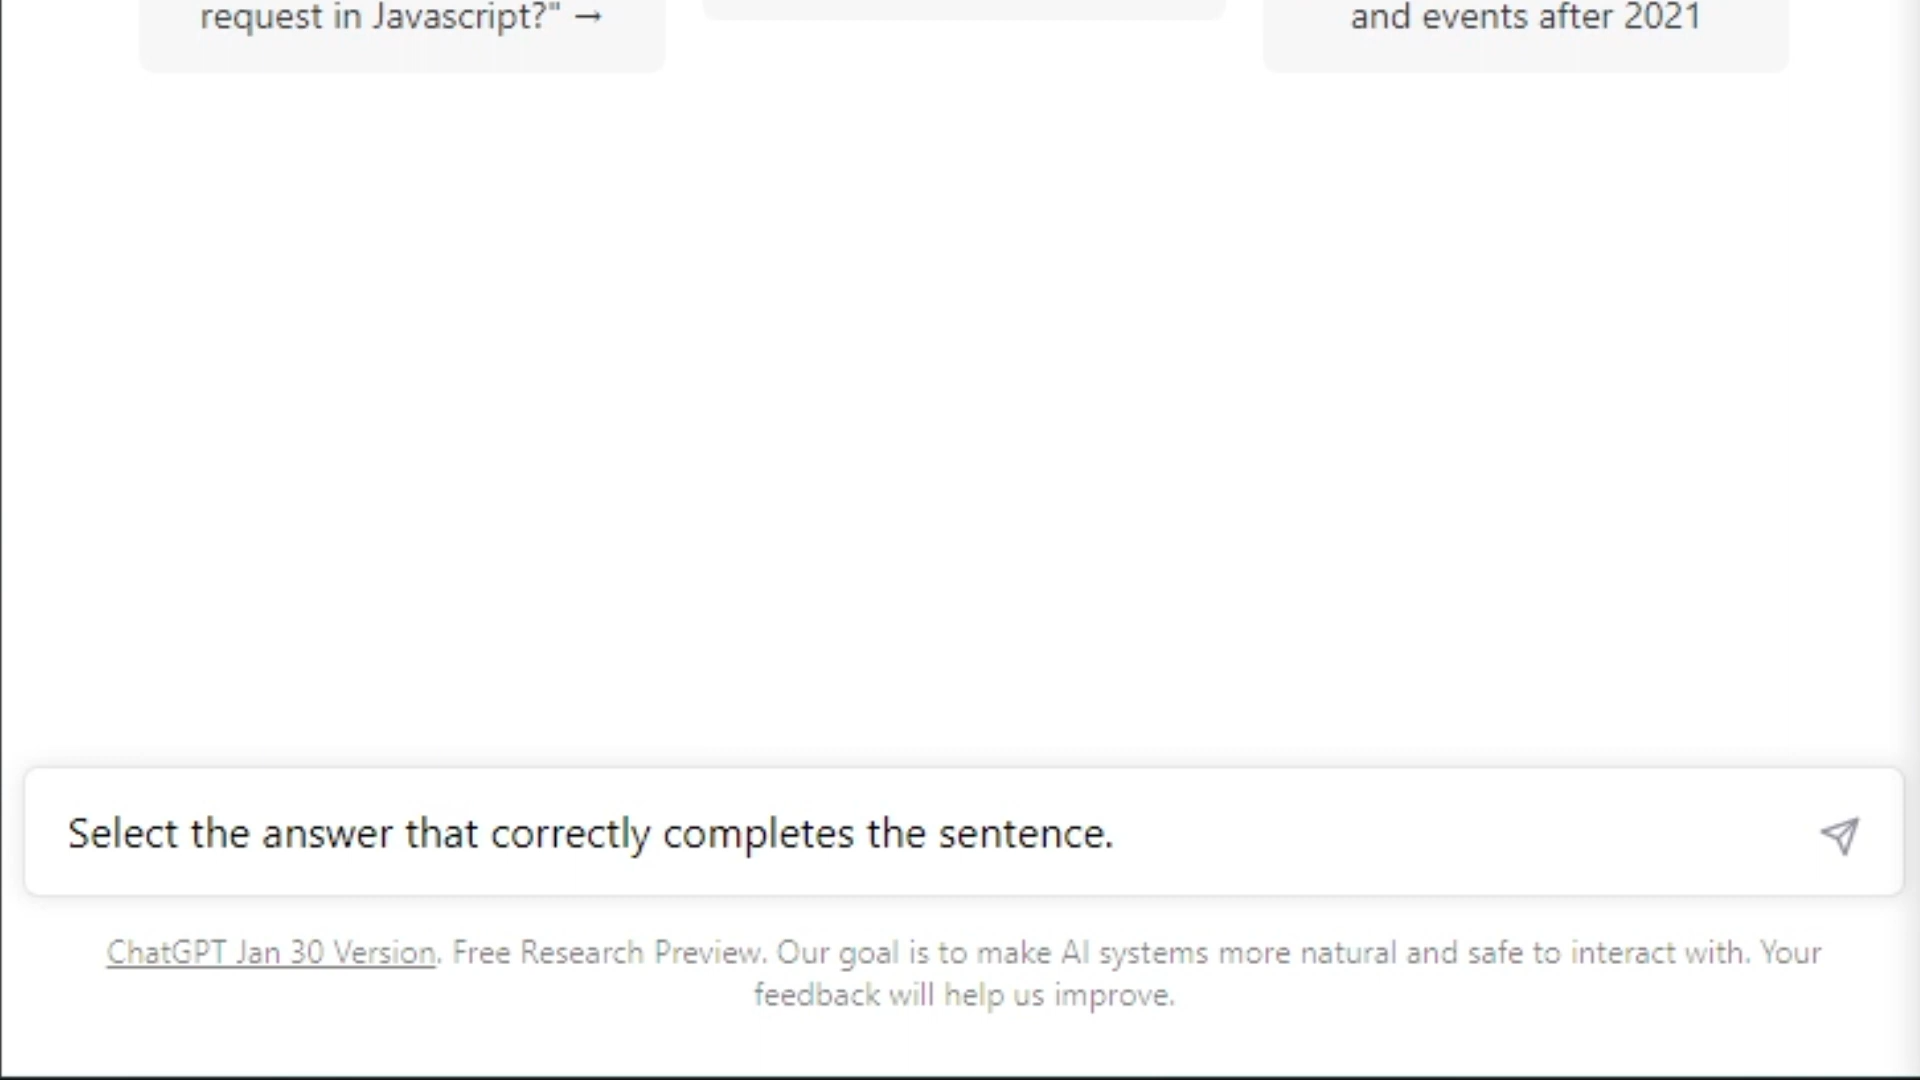 request in Javascript?" →
and events after 2021
Select the answer that correctly completes the sentence.
ChatGPT Jan 30 Version. Free Research Preview. Our goal is to make AI systems more natural and safe to interact with. Your
feedback will help us improve.